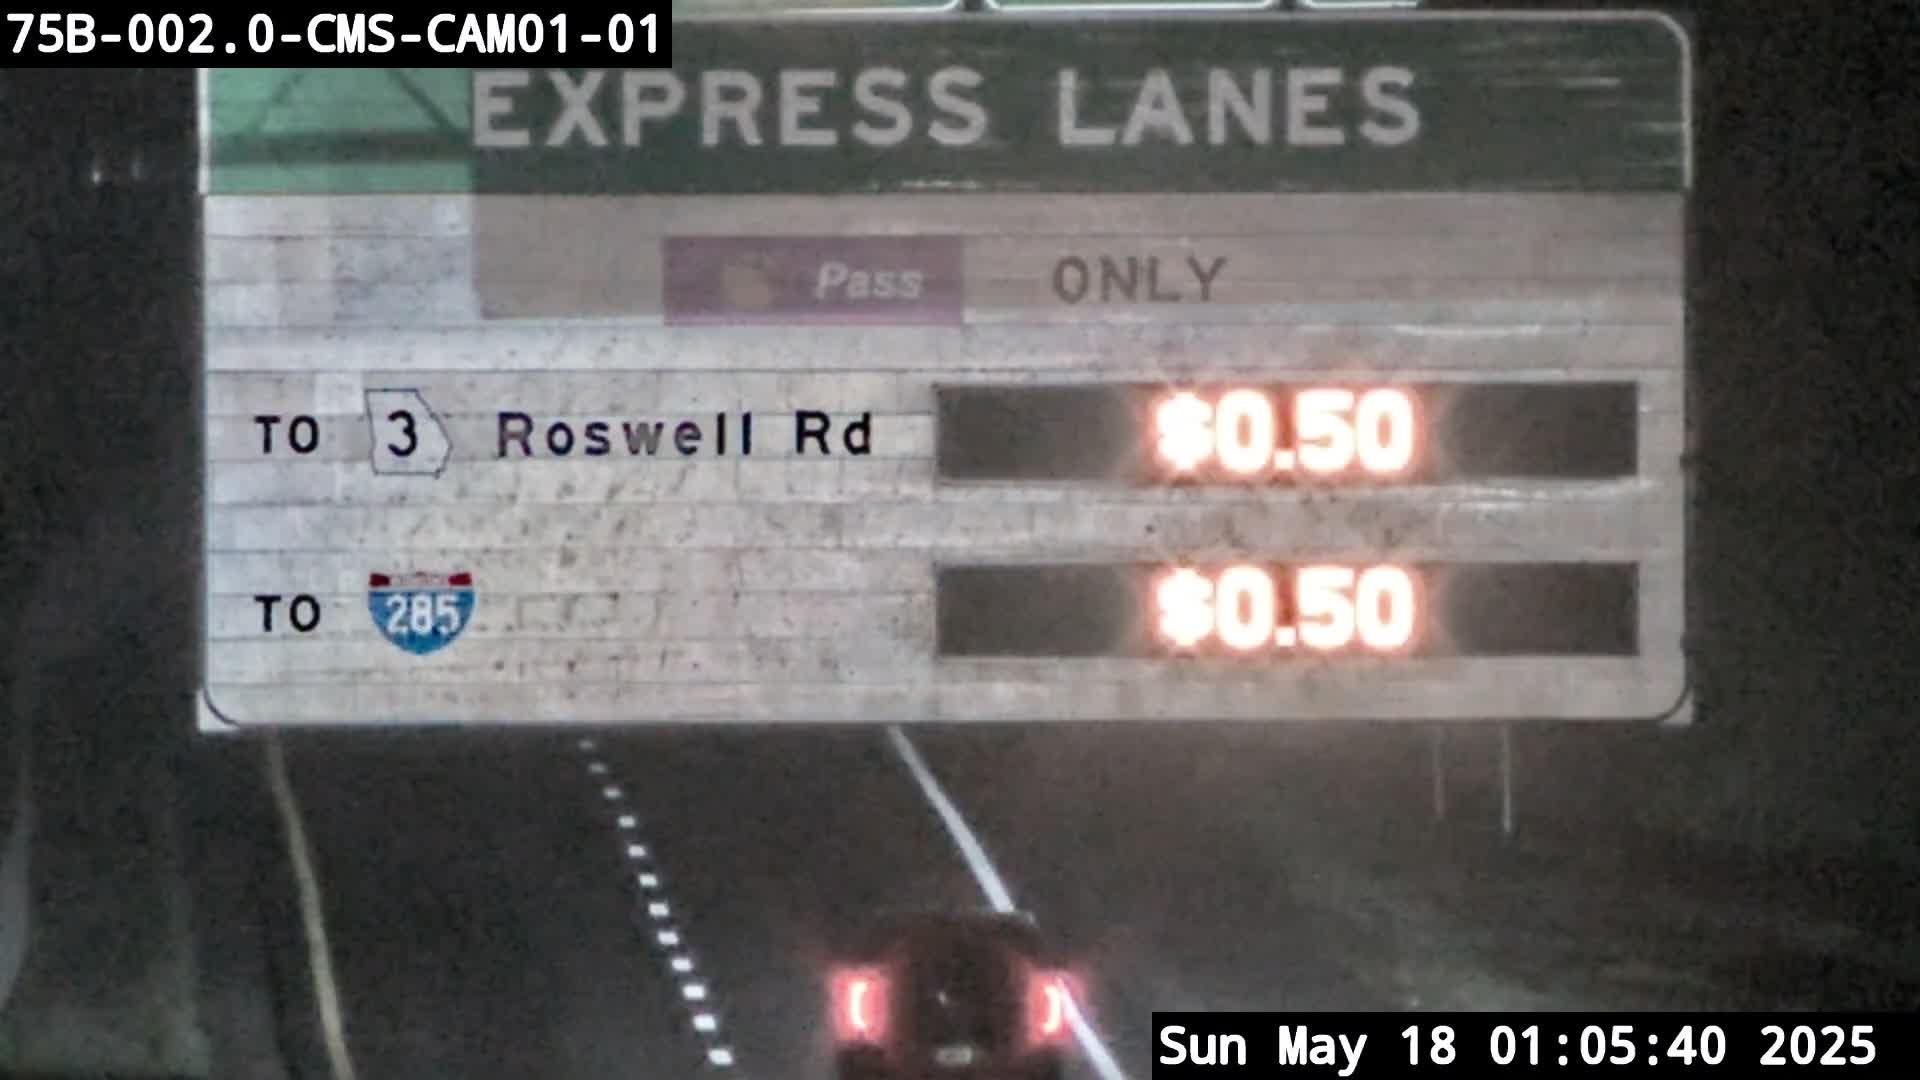 75B-002.0-CMS-CAM01-01
EXPRESS LANES
Pass ONLY
TO 3 Roswell Rd $0.50
TO 285 $0.50
Sun May 18 01:05:40 2025